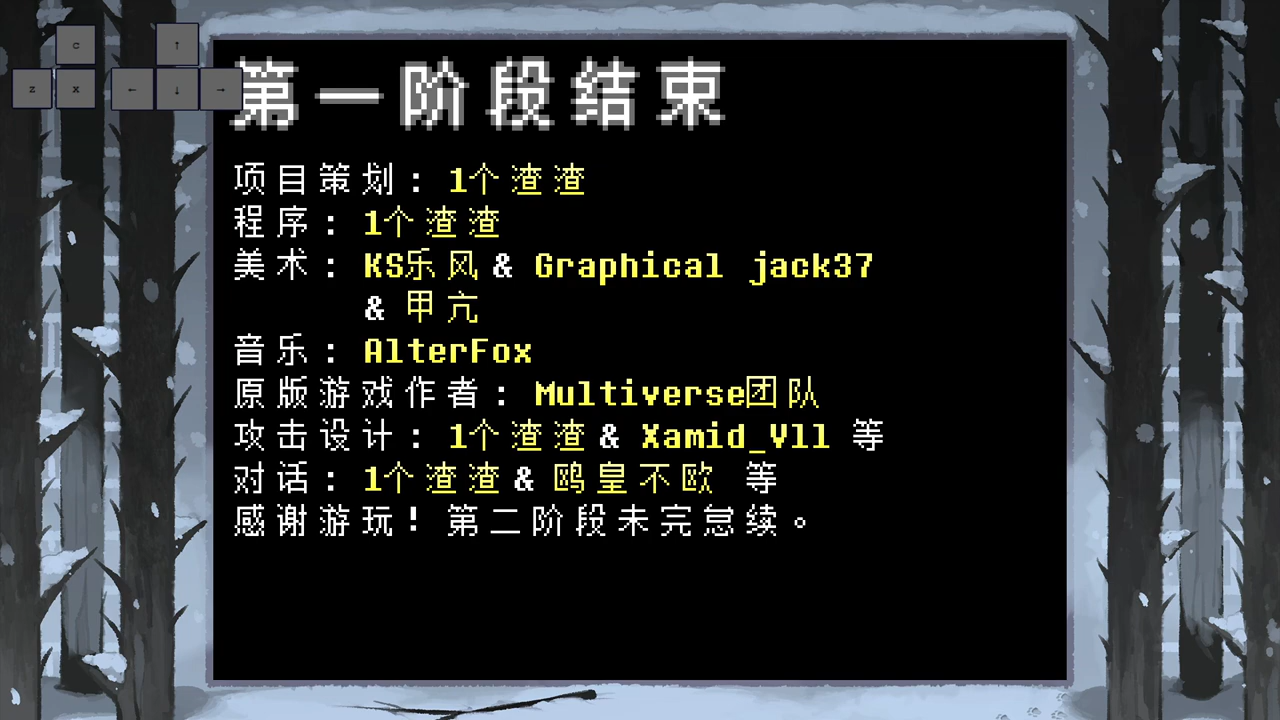 c ↑
z x ← ↓ →
第一阶段结束
项目策划：1个渣渣
程序：1个渣渣
美术：KS乐风 & Graphical jack37
& 甲亢
音乐：AlterFox
原版游戏作者：Multiverse团队
攻击设计：1个渣渣 & Xamid_Vll 等
对话：1个渣渣 & 鸥皇不欧 等
感谢游玩！第二阶段未完怠续。